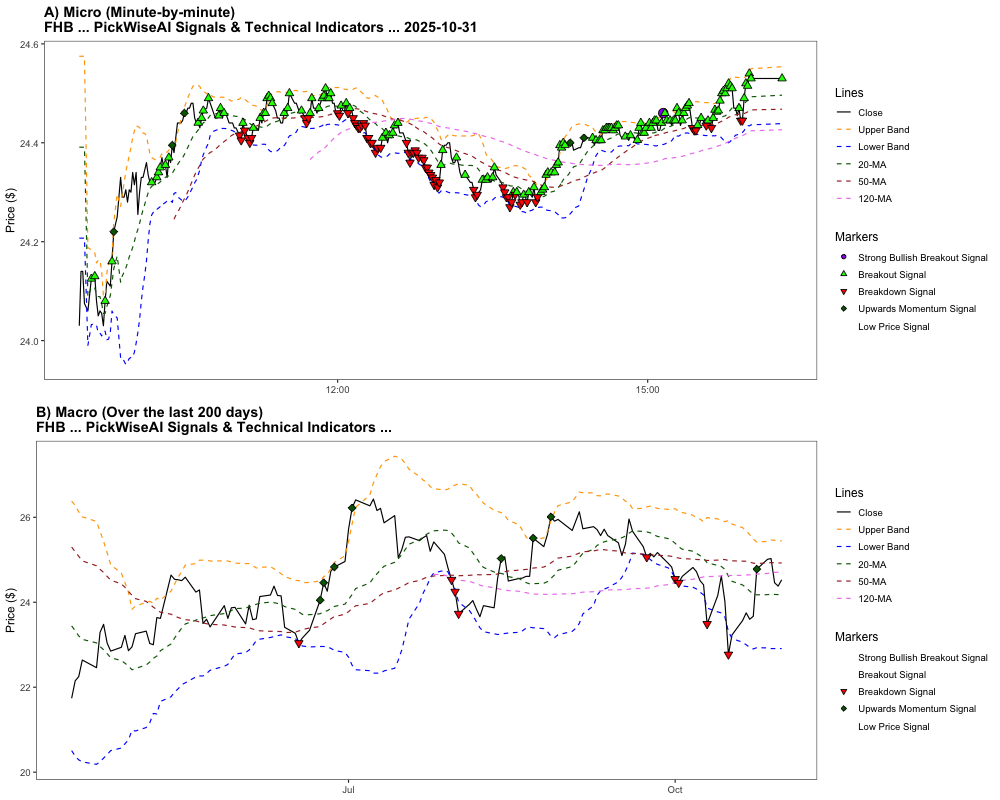 A) Micro (Minute-by-minute)
FHB ... PickWiseAI Signals & Technical Indicators ... 2025-10-31
24.6
24.4
24.2
24.0
Price ($)
12:00
15:00
Lines
Close
Upper Band
Lower Band
20-MA
50-MA
120-MA
Markers
Strong Bullish Breakout Signal
Breakout Signal
Breakdown Signal
Upwards Momentum Signal
Low Price Signal
B) Macro (Over the last 200 days)
FHB ... PickWiseAI Signals & Technical Indicators ...
26
24
22
20
Price ($)
Jul
Oct
Lines
Close
Upper Band
Lower Band
20-MA
50-MA
120-MA
Markers
Strong Bullish Breakout Signal
Breakout Signal
Breakdown Signal
Upwards Momentum Signal
Low Price Signal